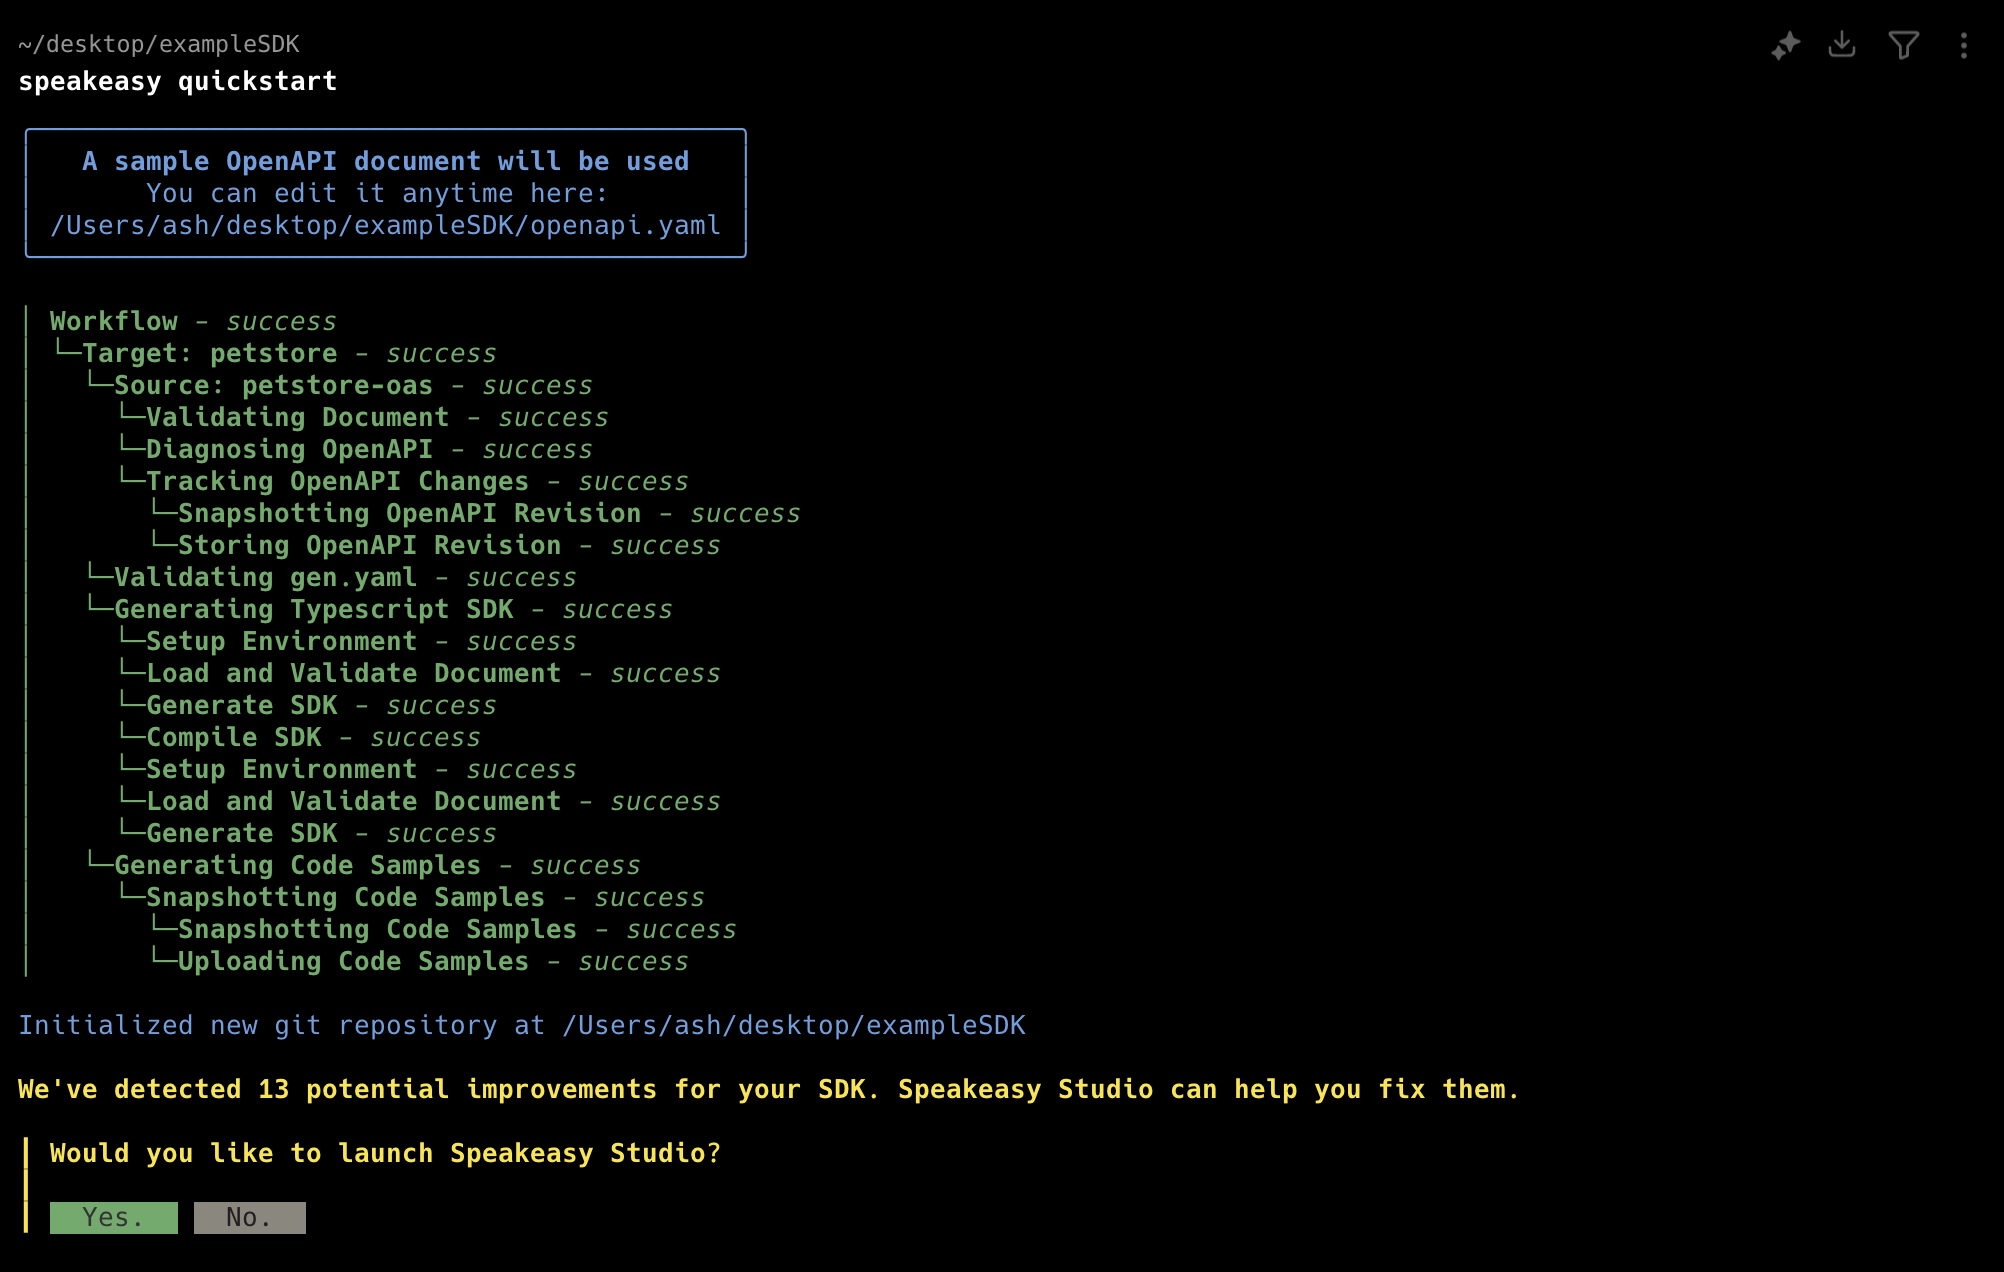 ~/desktop/exampleSDK
speakeasy quickstart
A sample OpenAPI document will be used
You can edit it anytime here:
/Users/ash/desktop/exampleSDK/openapi.yaml
Workflow - success
└─Target: petstore - success
└─Source: petstore-oas - success
└─Validating Document - success
└─Diagnosing OpenAPI - success
└─Tracking OpenAPI Changes - success
└─Snapshotting OpenAPI Revision - success
└─Storing OpenAPI Revision - success
└─Validating gen.yaml - success
└─Generating Typescript SDK - success
└─Setup Environment - success
└─Load and Validate Document - success
└─Generate SDK - success
└─Compile SDK - success
└─Setup Environment - success
└─Load and Validate Document - success
└─Generate SDK - success
└─Generating Code Samples - success
└─Snapshotting Code Samples - success
└─Snapshotting Code Samples - success
└─Uploading Code Samples - success
Initialized new git repository at /Users/ash/desktop/exampleSDK
We've detected 13 potential improvements for your SDK. Speakeasy Studio can help you fix them.
Would you like to launch Speakeasy Studio?
Yes. No.